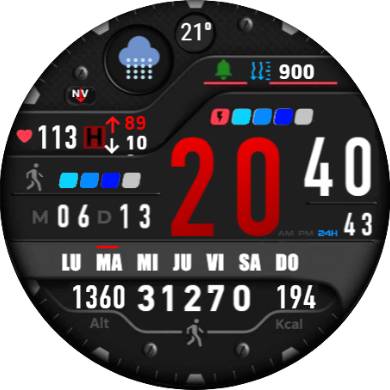 21°
900
NV
113 H 89
10
20 40
M 06 D 13
AM PM 24H 43
LU MA MI JU VI SA DO
1360 31270 194
Alt Kcal